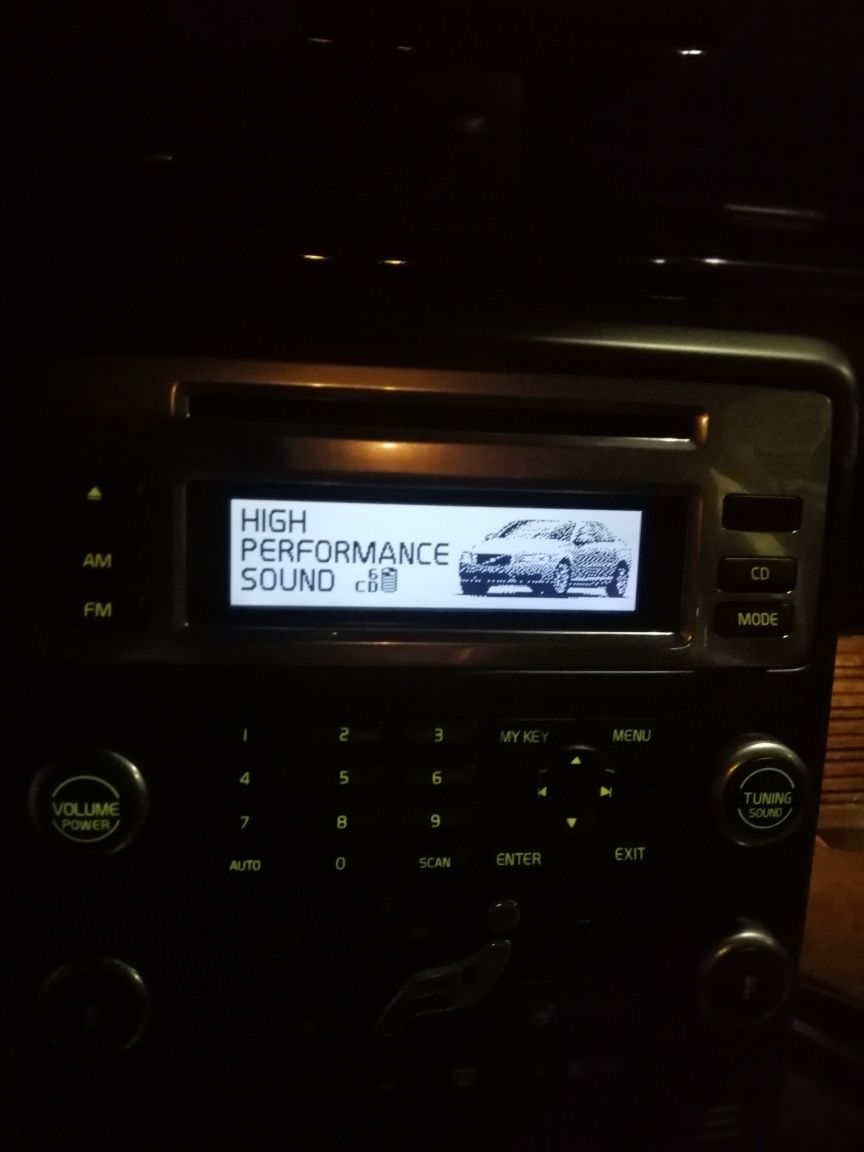 HIGH
PERFORMANCE
SOUND 6
CD
AM
FM
CD
MODE
VOLUME
POWER
1 2 3
4 5 6
7 8 9
AUTO 0 SCAN
MY KEY MENU
ENTER EXIT
TUNING
SOUND